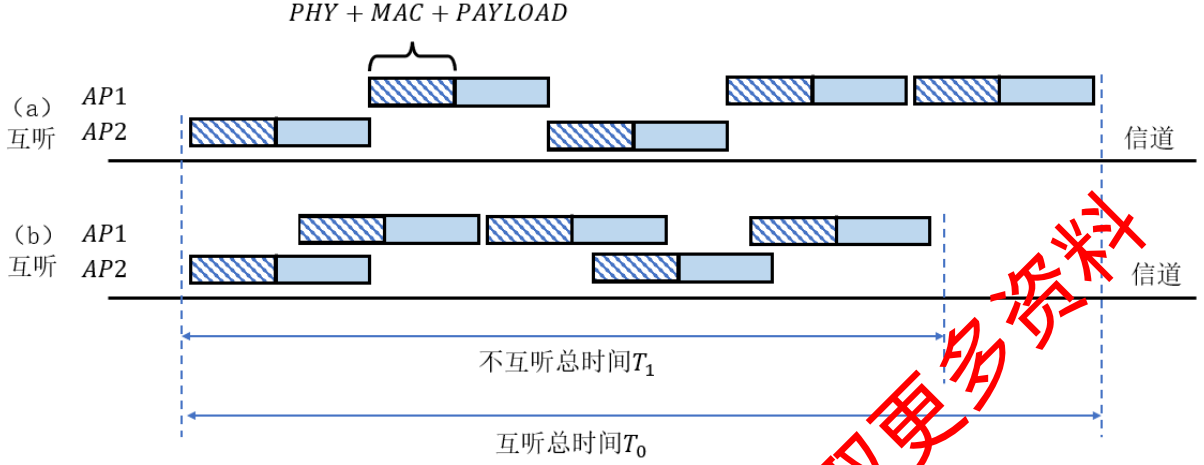 PHY + MAC + PAYLOAD
(a) AP1
互听 AP2
信道
(b) AP1
互听 AP2
信道
不互听总时间T₁
互听总时间T₀
更多资料